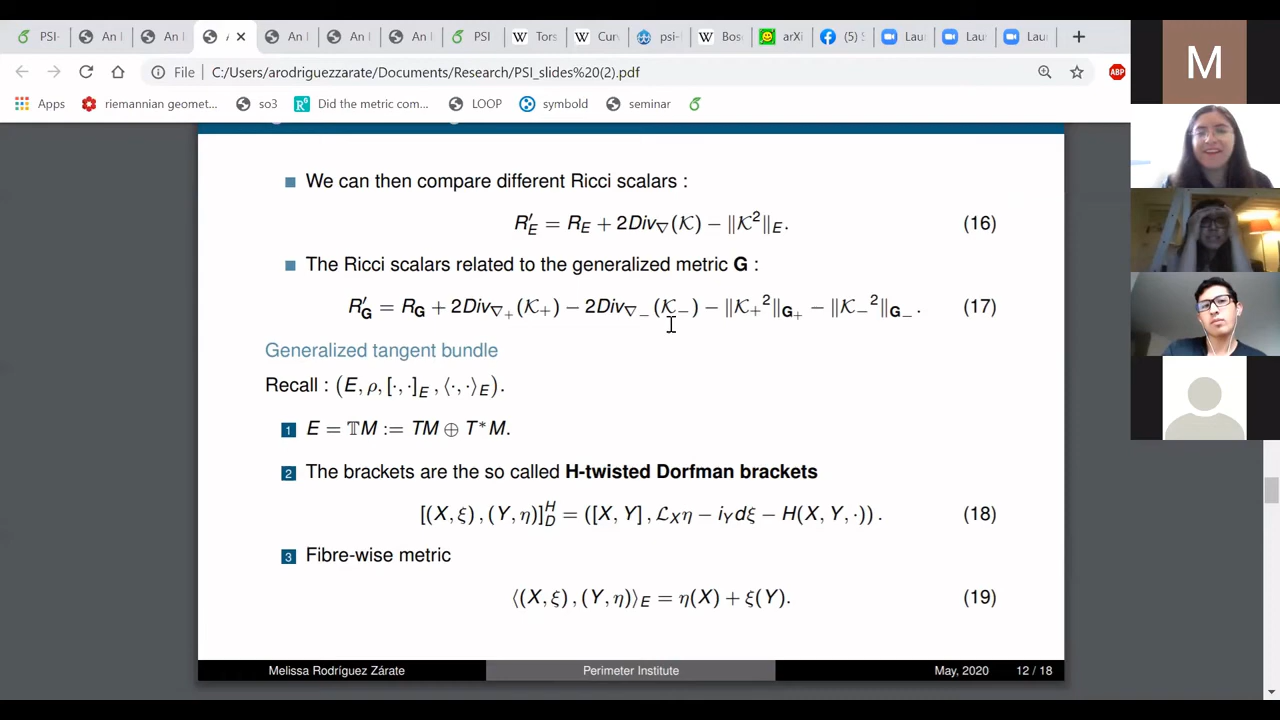 PSI- An An An An An PSI Tors Cur psi- Bos arXi (5) S Lau Lau Lau
File C:/Users/arodriguezzarate/Documents/Research/PSI_slides%20(2).pdf ABP
Apps riemannian geomet... so3 Did the metric com... LOOP symbold seminar
M
We can then compare different Ricci scalars :
R′_E = R_E + 2Div_∇(𝒦) − ‖𝒦²‖_E. (16)
The Ricci scalars related to the generalized metric G :
R′_G = R_G + 2Div_∇₊(𝒦₊) − 2Div_∇₋(𝒦₋) − ‖𝒦₊²‖_G₊ − ‖𝒦₋²‖_G₋. (17)
Generalized tangent bundle
Recall : (E, ρ, [·, ·]_E, ⟨·, ·⟩_E).
1 E = 𝕋M := TM ⊕ T*M.
2 The brackets are the so called H-twisted Dorfman brackets
[(X, ξ), (Y, η)]_D^H = ([X, Y], ℒ_Xη − i_Y dξ − H(X, Y, ·)). (18)
3 Fibre-wise metric
⟨(X, ξ), (Y, η)⟩_E = η(X) + ξ(Y). (19)
Melissa Rodríguez Zárate Perimeter Institute May, 2020 12 / 18